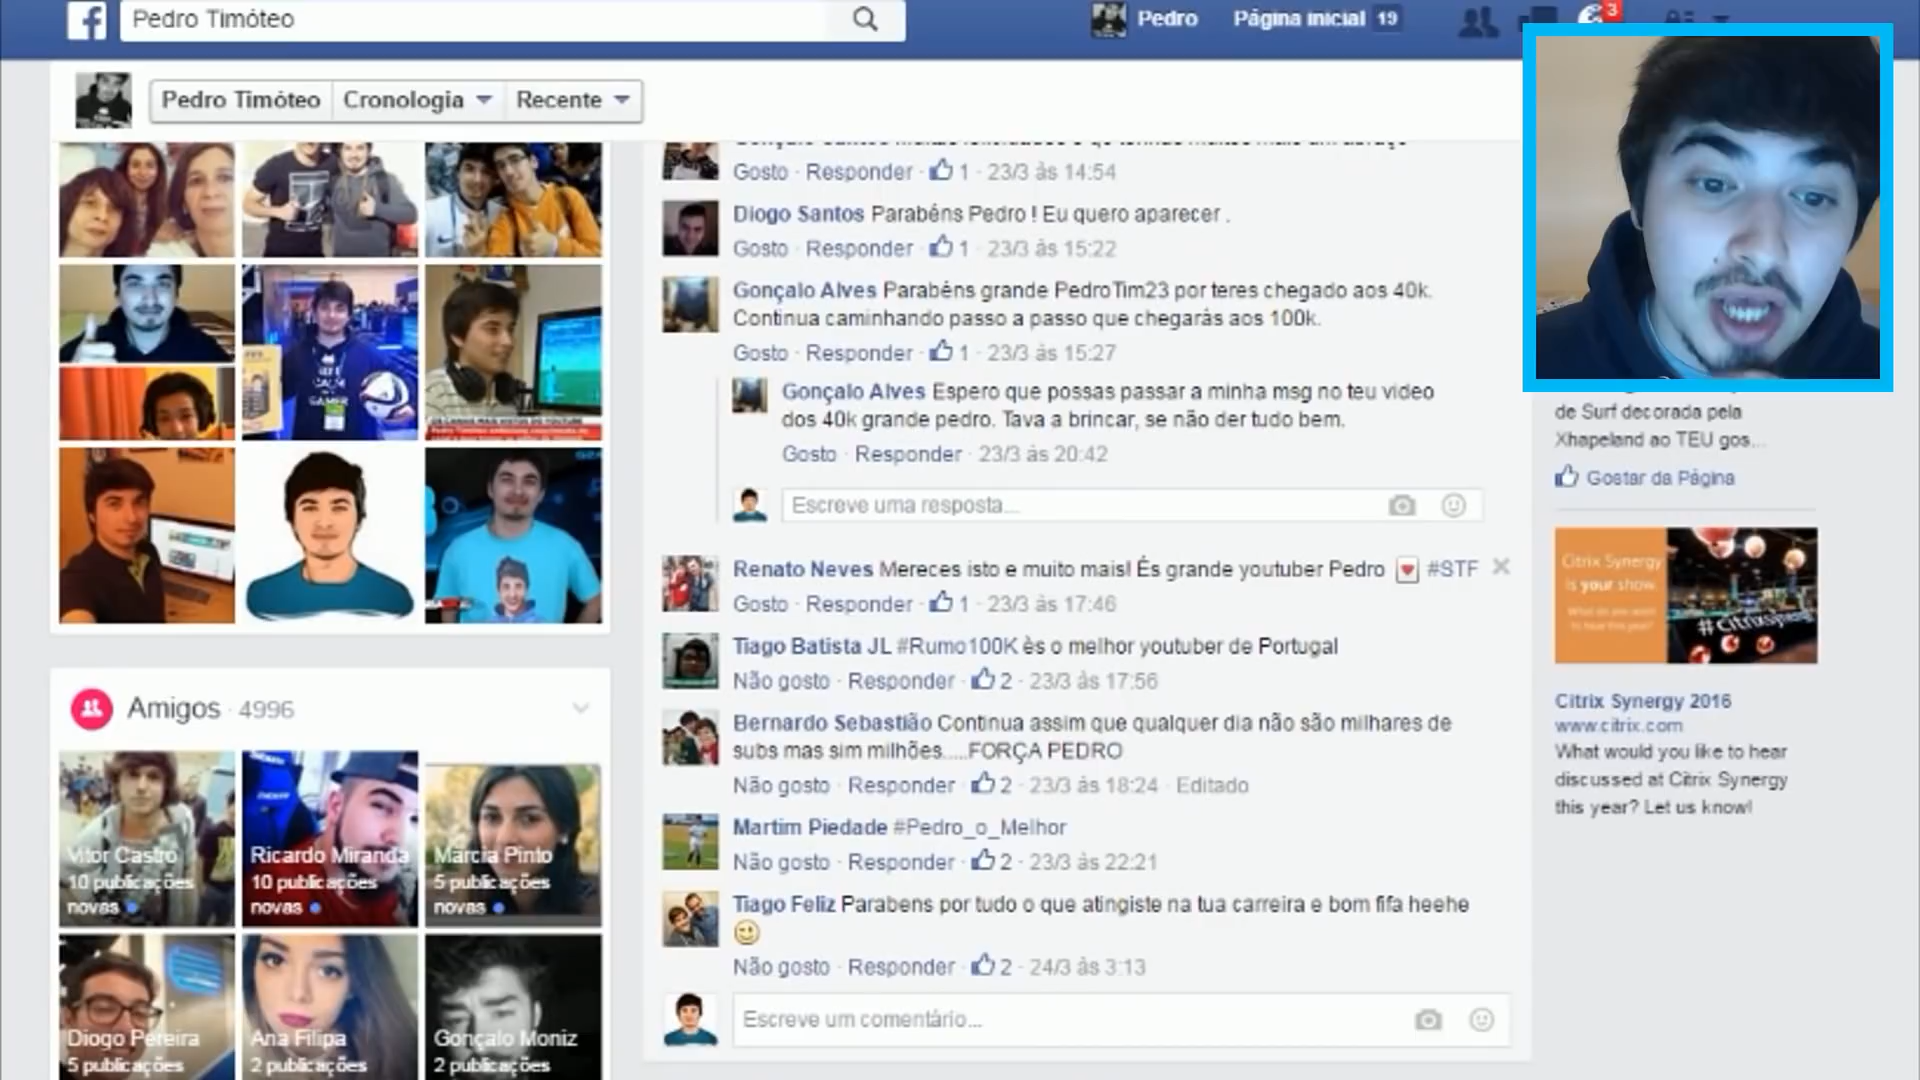 Pedro Timóteo
Pedro
Página inicial 19
3
Pedro Timóteo
Cronologia
Recente
Gosto · Responder · 1 · 23/3 às 14:54
Diogo Santos Parabéns Pedro ! Eu quero aparecer .
Gosto · Responder · 1 · 23/3 às 15:22
Gonçalo Alves Parabéns grande PedroTim23 por teres chegado aos 40k.
Continua caminhando passo a passo que chegarás aos 100k.
Gosto · Responder · 1 · 23/3 às 15:27
Gonçalo Alves Espero que possas passar a minha msg no teu video
dos 40k grande pedro. Tava a brincar, se não der tudo bem.
Gosto · Responder · 23/3 às 20:42
Escreve uma resposta...
Renato Neves Mereces isto e muito mais! És grande youtuber Pedro #STF
Gosto · Responder · 1 · 23/3 às 17:46
Tiago Batista JL #Rumo100K ès o melhor youtuber de Portugal
Não gosto · Responder · 2 · 23/3 às 17:56
Bernardo Sebastião Continua assim que qualquer dia não são milhares de
subs mas sim milhões.....FORÇA PEDRO
Não gosto · Responder · 2 · 23/3 às 18:24 · Editado
Martim Piedade #Pedro_o_Melhor
Não gosto · Responder · 2 · 23/3 às 22:21
Tiago Feliz Parabens por tudo o que atingiste na tua carreira e bom fifa heehe
Não gosto · Responder · 2 · 24/3 às 3:13
Escreve um comentário...
Amigos · 4996
Vitor Castro
10 publicações
novas
Ricardo Miranda
10 publicações
novas
Márcia Pinto
5 publicações
novas
Diogo Pereira
5 publicações
Ana Filipa
2 publicações
Gonçalo Moniz
2 publicações
de Surf decorada pela
Xhapeland ao TEU gos...
Gostar da Página
Citrix Synergy
is your show.
#citrixsynergy
Citrix Synergy 2016
www.citrix.com
What would you like to hear
discussed at Citrix Synergy
this year? Let us know!